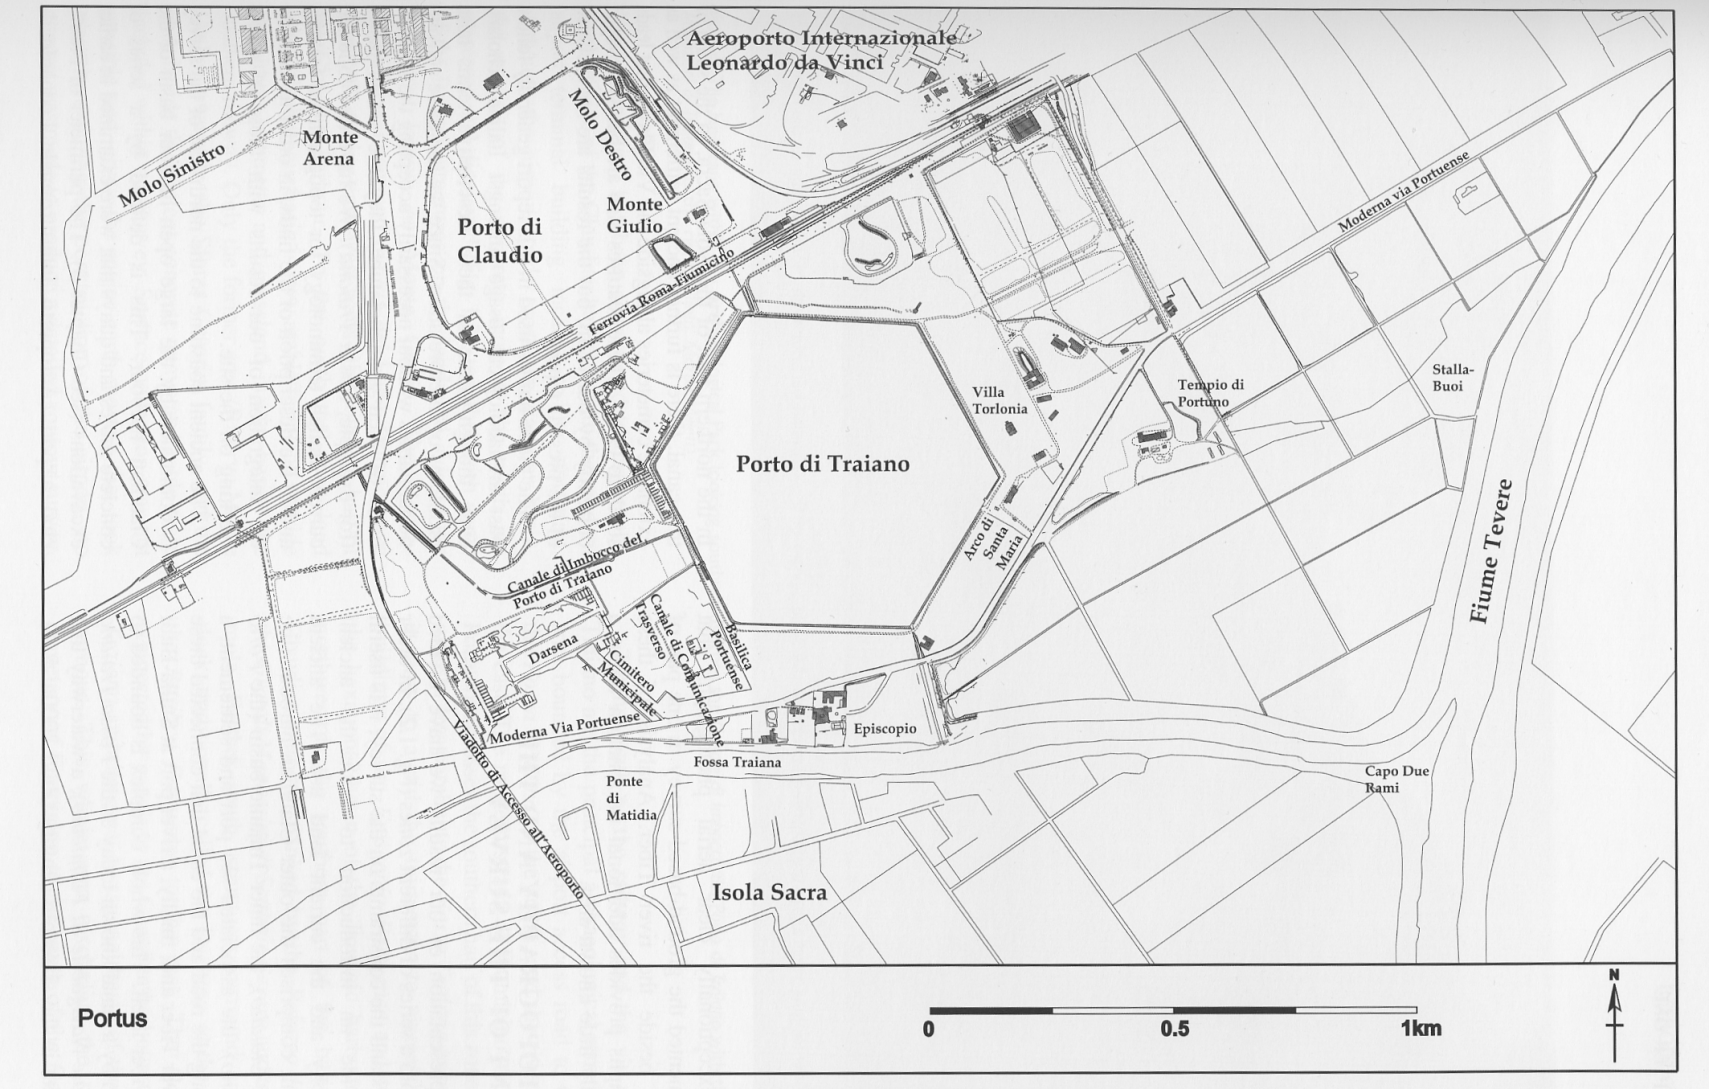 Aeroporto Internazionale
Leonardo da Vinci
Molo Sinistro
Monte
Arena
Molo Destro
Monte
Giulio
Porto di
Claudio
Ferrovia Roma-Fiumicino
Moderna via Portuense
Villa
Torlonia
Tempio di
Portuno
Stalla-
Buoi
Porto di Traiano
Arco di
Santa
Maria
Fiume Tevere
Canale di Imbocco del
Porto di Traiano
Darsena
Cimitero
Municipale
Canale di Comunicazione
Trasverso
Basilica
Portuense
Moderna Via Portuense
Episcopio
Fossa Traiana
Ponte
di
Matidia
Capo Due
Rami
Viadotto di Accesso all'Aeroporto
Isola Sacra
Portus
0
0.5
1km
N